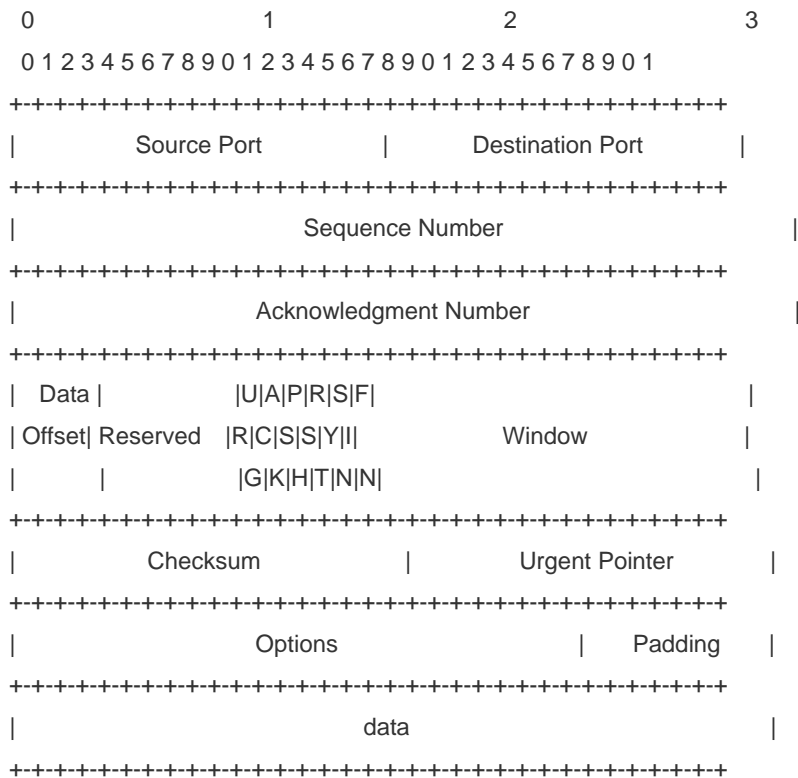 0 1 2 3
0 1 2 3 4 5 6 7 8 9 0 1 2 3 4 5 6 7 8 9 0 1 2 3 4 5 6 7 8 9 0 1
+-+-+-+-+-+-+-+-+-+-+-+-+-+-+-+-+-+-+-+-+-+-+-+-+-+-+-+-+-+-+-+-+
| Source Port | Destination Port |
+-+-+-+-+-+-+-+-+-+-+-+-+-+-+-+-+-+-+-+-+-+-+-+-+-+-+-+-+-+-+-+-+
| Sequence Number |
+-+-+-+-+-+-+-+-+-+-+-+-+-+-+-+-+-+-+-+-+-+-+-+-+-+-+-+-+-+-+-+-+
| Acknowledgment Number |
+-+-+-+-+-+-+-+-+-+-+-+-+-+-+-+-+-+-+-+-+-+-+-+-+-+-+-+-+-+-+-+-+
| Data | |U|A|P|R|S|F| |
| Offset| Reserved |R|C|S|S|Y|I| Window |
| | |G|K|H|T|N|N| |
+-+-+-+-+-+-+-+-+-+-+-+-+-+-+-+-+-+-+-+-+-+-+-+-+-+-+-+-+-+-+-+-+
| Checksum | Urgent Pointer |
+-+-+-+-+-+-+-+-+-+-+-+-+-+-+-+-+-+-+-+-+-+-+-+-+-+-+-+-+-+-+-+-+
| Options | Padding |
+-+-+-+-+-+-+-+-+-+-+-+-+-+-+-+-+-+-+-+-+-+-+-+-+-+-+-+-+-+-+-+-+
| data |
+-+-+-+-+-+-+-+-+-+-+-+-+-+-+-+-+-+-+-+-+-+-+-+-+-+-+-+-+-+-+-+-+